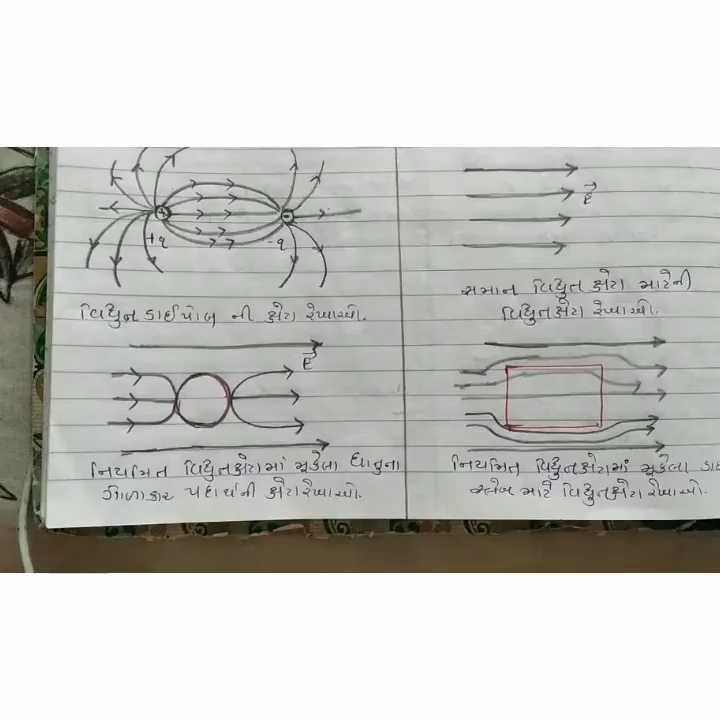 +q
-q
વિદ્યુત ડાઈપોલ ની ક્ષેત્ર રેખાઓ.
E
સમાન વિદ્યુત ક્ષેત્ર માટેની
વિદ્યુતક્ષેત્ર રેખાઓ.
E
નિયમિત વિદ્યુતક્ષેત્રમાં મૂકેલા ધાતુના
ગોળાકાર પદાર્થની ક્ષેત્રરેખાઓ.
નિયમિત વિદ્યુતક્ષેત્રમાં મૂકેલા
સ્લેબ માટે વિદ્યુતક્ષેત્ર રેખાઓ.